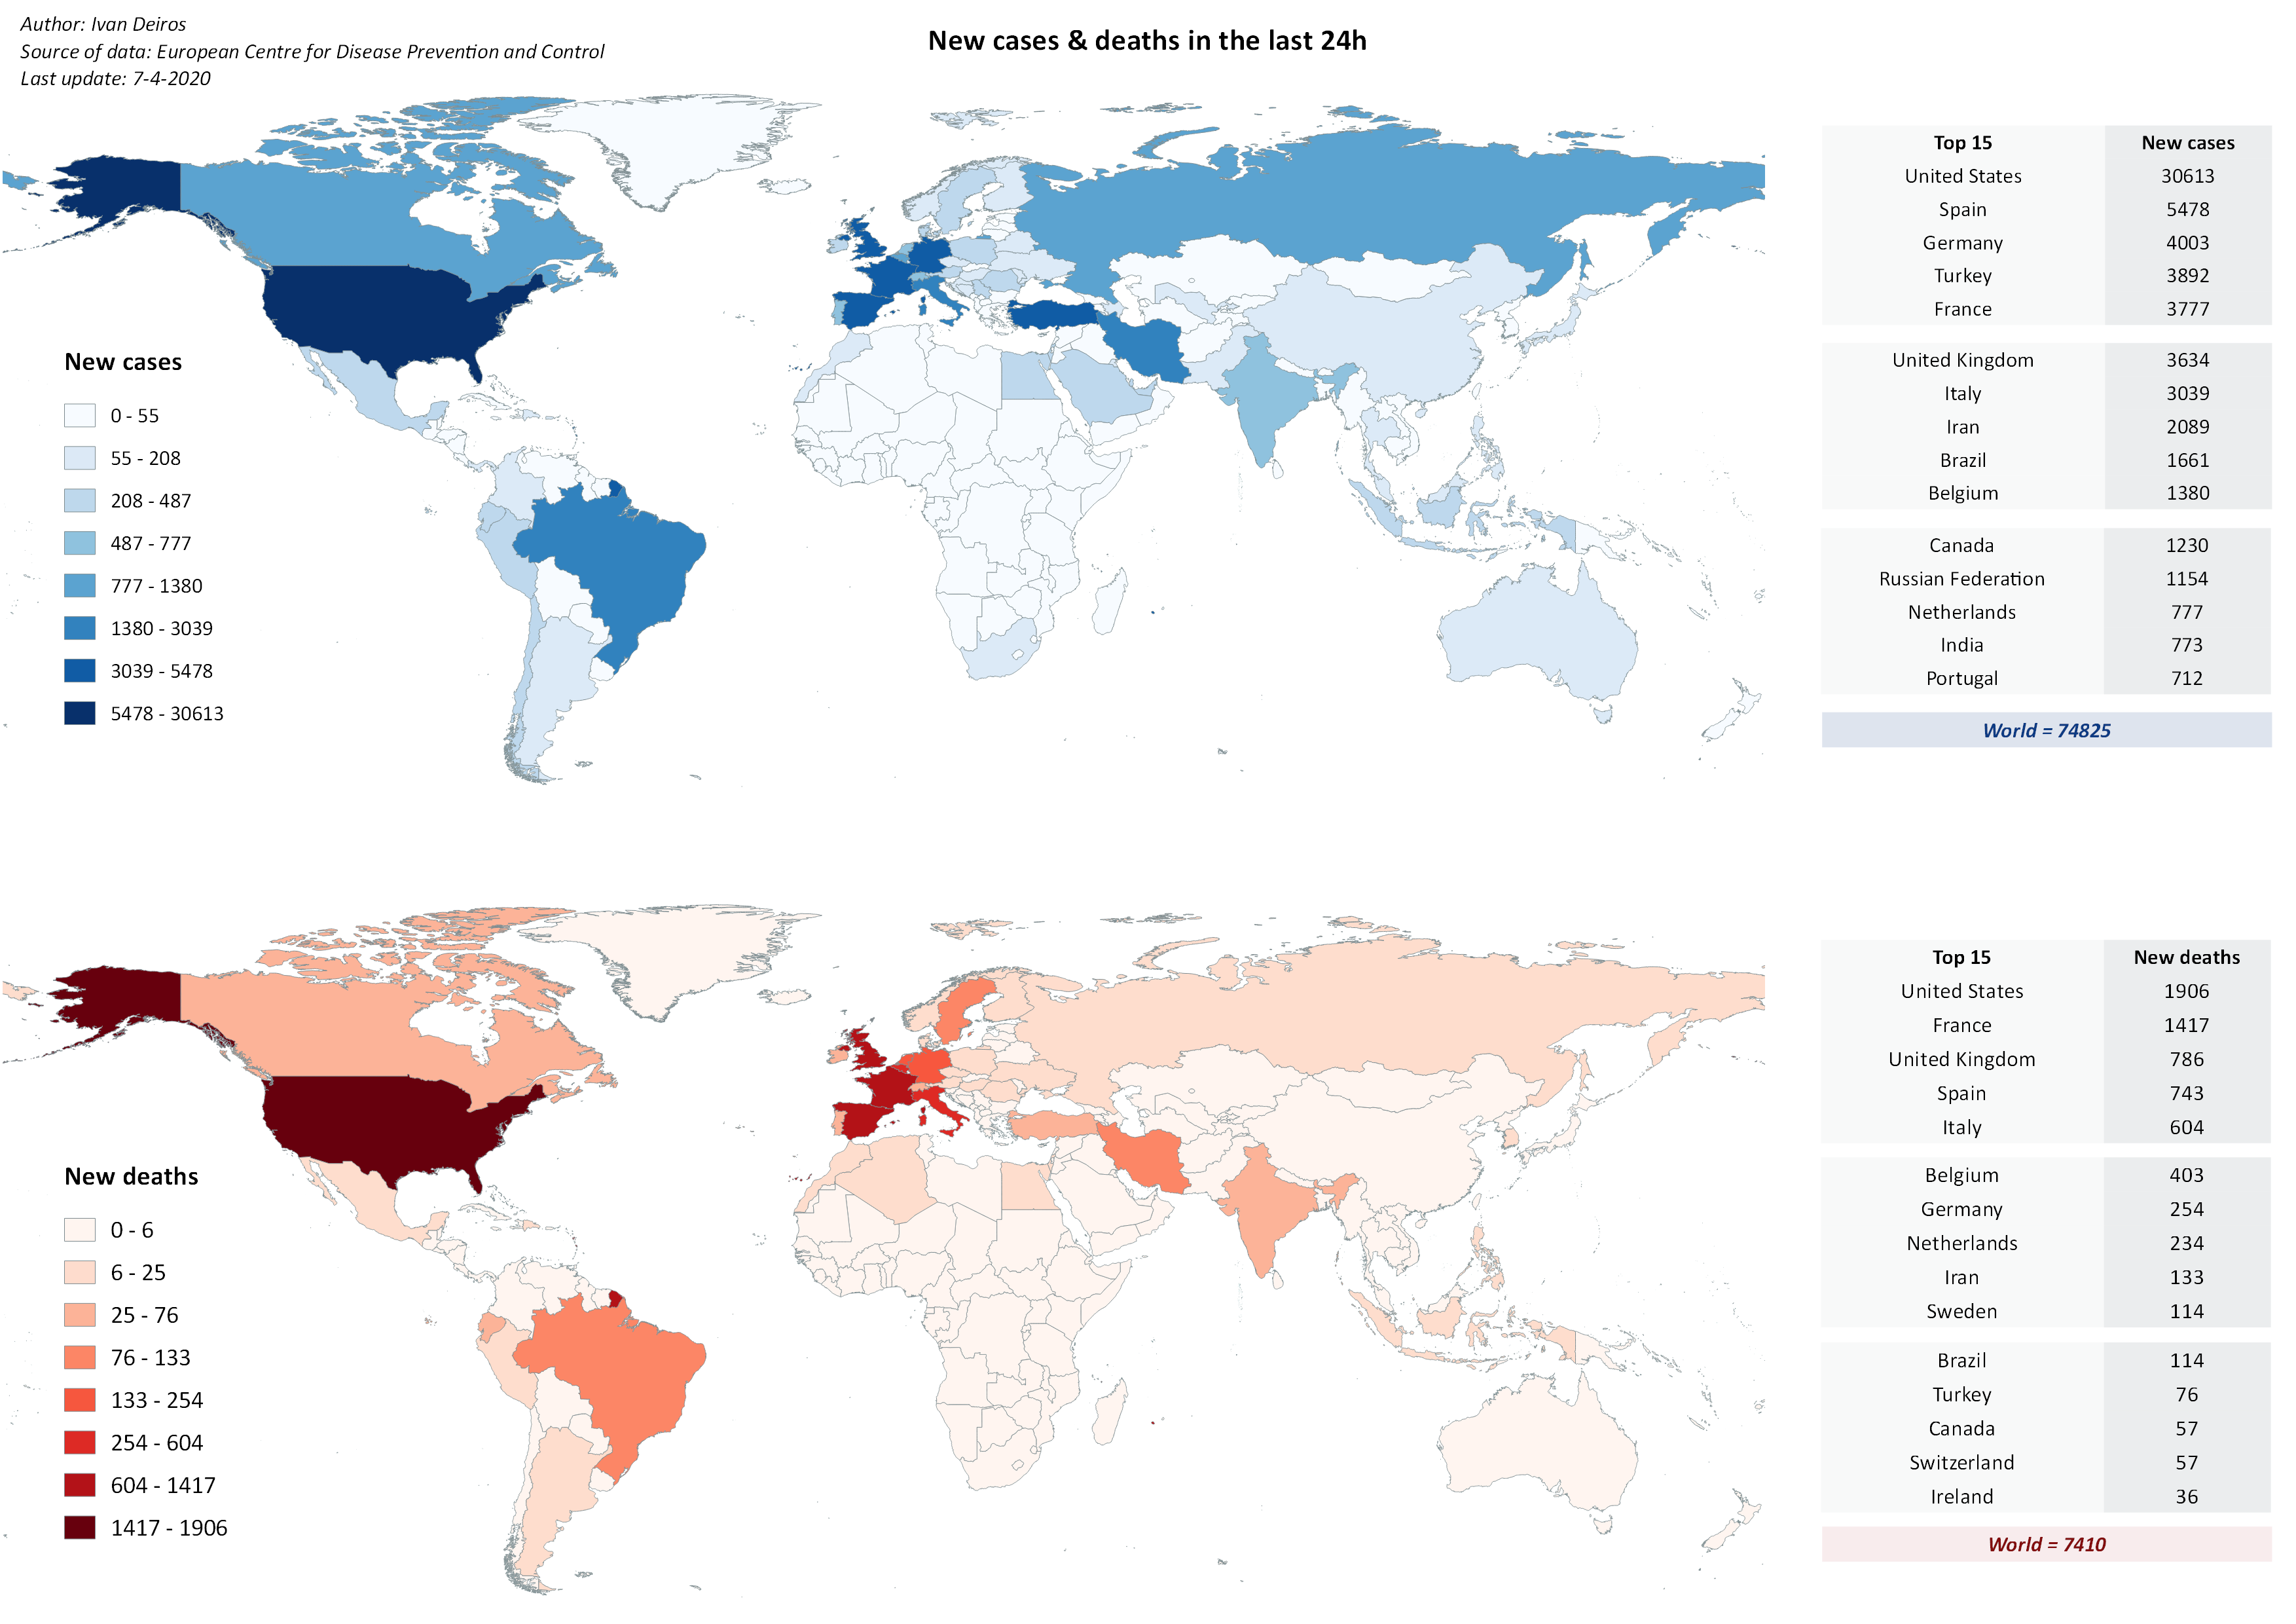 Author: Ivan Deiros
Source of data: European Centre for Disease Prevention and Control
Last update: 7-4-2020
New cases & deaths in the last 24h
New cases
0 - 55
55 - 208
208 - 487
487 - 777
777 - 1380
1380 - 3039
3039 - 5478
5478 - 30613
Top 15 New cases
United States 30613
Spain 5478
Germany 4003
Turkey 3892
France 3777
United Kingdom 3634
Italy 3039
Iran 2089
Brazil 1661
Belgium 1380
Canada 1230
Russian Federation 1154
Netherlands 777
India 773
Portugal 712
World = 74825
New deaths
0 - 6
6 - 25
25 - 76
76 - 133
133 - 254
254 - 604
604 - 1417
1417 - 1906
Top 15 New deaths
United States 1906
France 1417
United Kingdom 786
Spain 743
Italy 604
Belgium 403
Germany 254
Netherlands 234
Iran 133
Sweden 114
Brazil 114
Turkey 76
Canada 57
Switzerland 57
Ireland 36
World = 7410